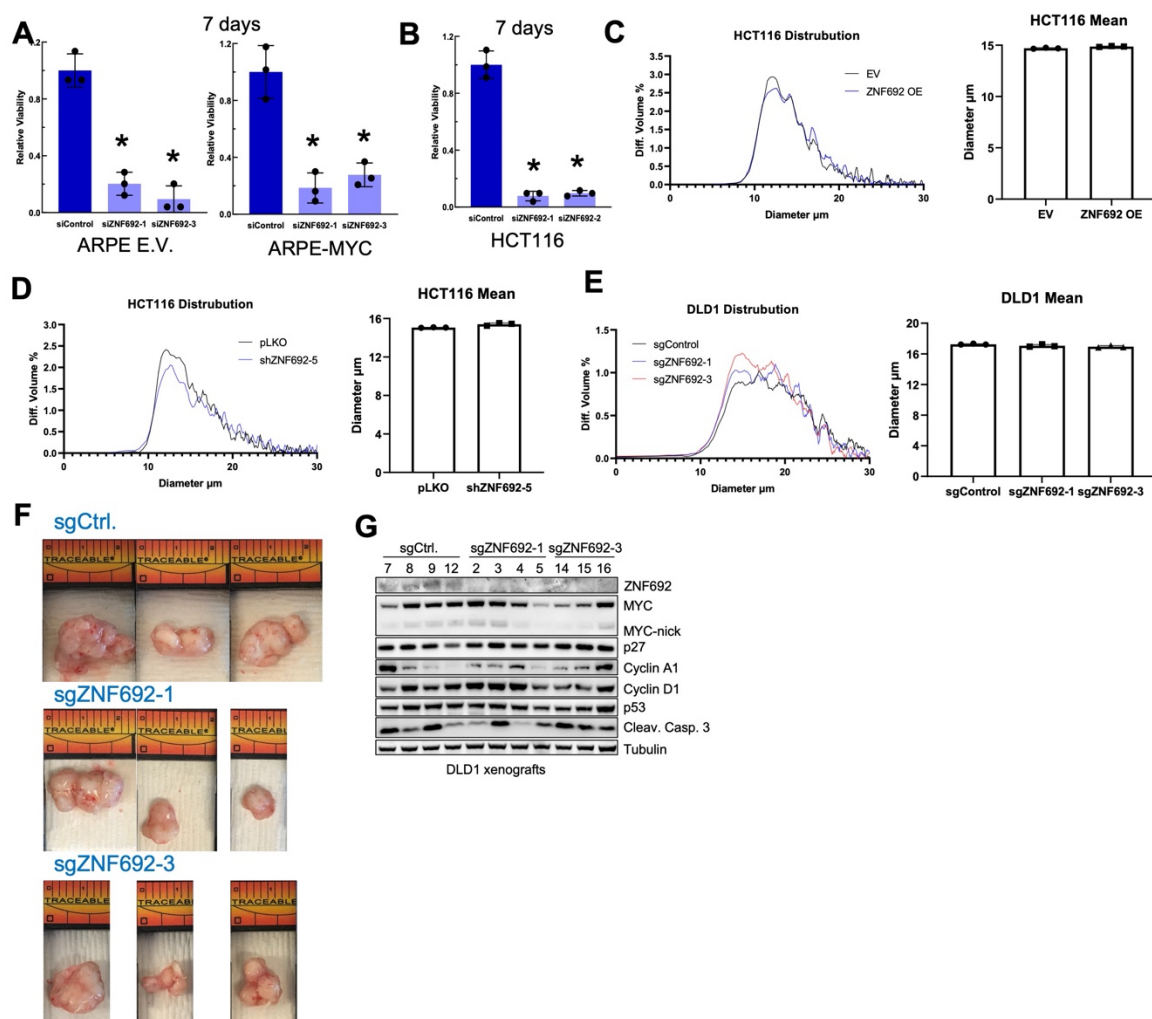 A
7 days
Relative Viability
1.2
0.8
0.4
0.0
*
*
siControl
siZNF692-1
siZNF692-3
ARPE E.V.
Relative Viability
1.2
0.8
0.4
0.0
*
*
siControl
siZNF692-1
siZNF692-3
ARPE-MYC
B
7 days
Relative Viability
1.2
0.8
0.4
0.0
*
*
siControl
siZNF692-1
siZNF692-2
HCT116
C
HCT116 Distrubution
EV
ZNF692 OE
Diff. Volume %
3.5
3.0
2.5
2.0
1.5
1.0
0.5
0.0
0
10
20
30
Diameter µm
HCT116 Mean
Diameter µm
15
10
5
0
EV
ZNF692 OE
D
HCT116 Distrubution
pLKO
shZNF692-5
Diff. Volume %
3.0
2.5
2.0
1.5
1.0
0.5
0.0
0
10
20
30
Diameter µm
HCT116 Mean
Diameter µm
16
12
8
4
0
pLKO
shZNF692-5
E
DLD1 Distrubution
sgControl
sgZNF692-1
sgZNF692-3
Diff. Volume %
1.5
1.0
0.5
0.0
0
10
20
30
Diameter µm
DLD1 Mean
Diameter µm
20
16
12
8
4
0
sgControl
sgZNF692-1
sgZNF692-3
F
sgCtrl.
TRACEABLE®
TRACEABLE®
TRACEABLE®
sgZNF692-1
TRACEABLE®
TRACEABLE®
TRACEABLE
sgZNF692-3
TRACEABLE
TRACEABLE
TRACEABLE
G
sgCtrl. sgZNF692-1 sgZNF692-3
7 8 9 12 2 3 4 5 14 15 16
ZNF692
MYC
MYC-nick
p27
Cyclin A1
Cyclin D1
p53
Cleav. Casp. 3
Tubulin
DLD1 xenografts